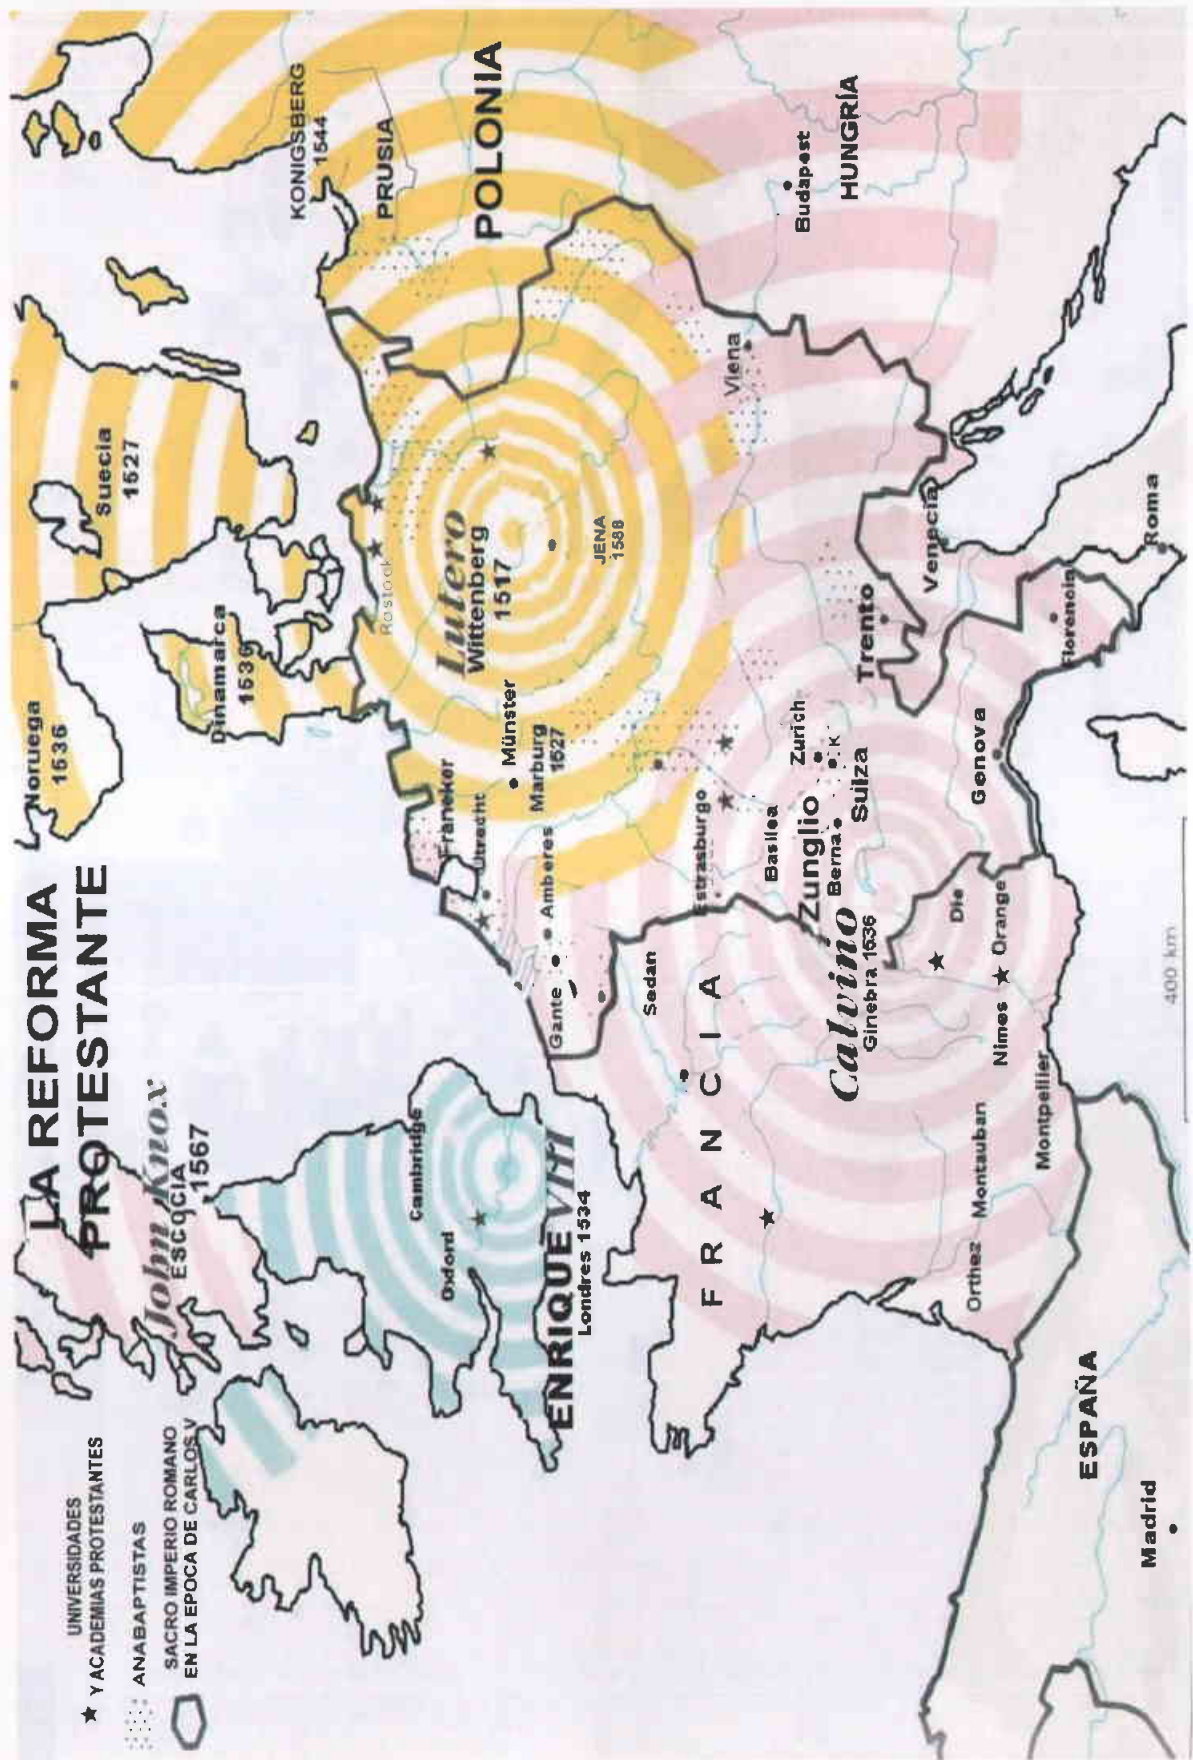 LA REFORMA
PROTESTANTE
UNIVERSIDADES
Y ACADEMIAS PROTESTANTES
ANABAPTISTAS
SACRO IMPERIO ROMANO
EN LA EPOCA DE CARLOS V
John Knox
ESCOCIA
1567
Noruega
1536
Suecia
1527
Dinamarca
1536
KONIGSBERG
1544
PRUSIA
POLONIA
Rostock
Lutero
Wittenberg
1517
JENA
1588
Cambridge
Oxford
ENRIQUE VIII
Londres 1534
Franeker
Utrecht
Münster
Marburg
1527
Amberes
Gante
Sedan
Estrasburgo
FRANCIA
Basilea
Zurich
Zunglio
Berna
K
Suiza
Calvino
Ginebra 1536
Viena
Budapest
HUNGRÍA
Trento
Venecia
Genova
Florencia
Roma
Die
Orange
Nimes
Montpellier
Montauban
Orthez
ESPAÑA
Madrid
400 km